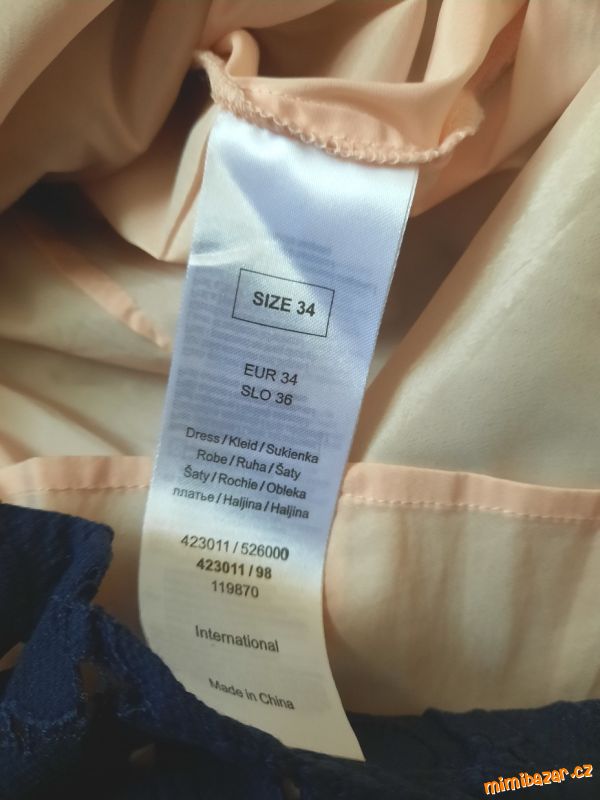 SIZE 34
EUR 34
SLO 36
Dress / Kleid / Sukienka
Robe / Ruha / Šaty
Šaty / Rochie / Obleka
платье / Haljina / Haljina
423011 / 526000
423011 / 98
119870
International
Made in China
mimibazar.cz